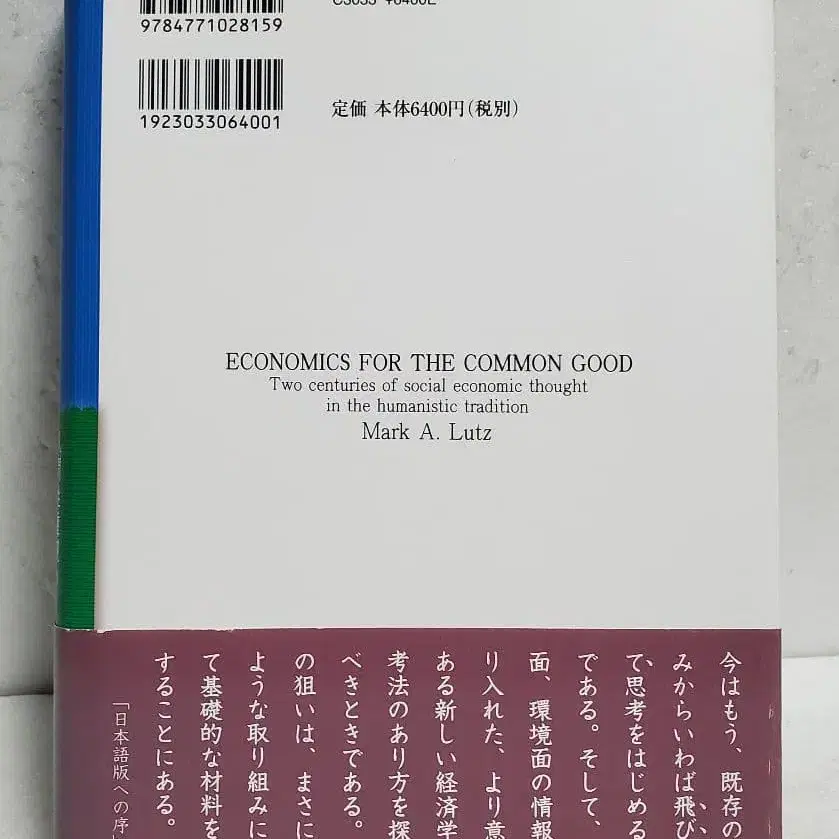 9784771028159
1923033064001
定価 本体6400円(税別)
ECONOMICS FOR THE COMMON GOOD
Two centuries of social economic thought
in the humanistic tradition
Mark A. Lutz
今はもう、既存の
みからいわば飛び
て、思考をはじめる
である。そして、
面、環境面の情報
り入れた、より意
ある新しい経済学
考法のあり方を探
べきときである。
の狙いは、まさに
ような取り組みに
て基礎的な材料を
することにある。
「日本語版への序」